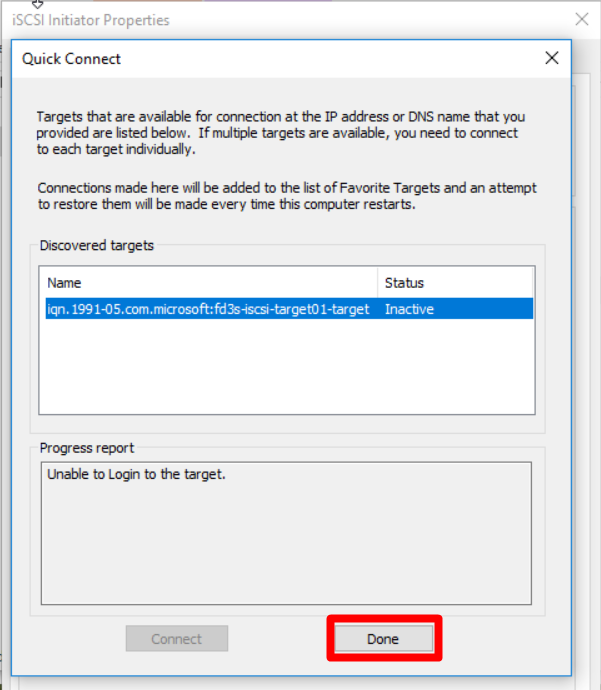 iSCSI Initiator Properties
Quick Connect
Targets that are available for connection at the IP address or DNS name that you
provided are listed below.  If multiple targets are available, you need to connect
to each target individually.
Connections made here will be added to the list of Favorite Targets and an attempt
to restore them will be made every time this computer restarts.
Discovered targets
Name Status
iqn.1991-05.com.microsoft:fd3s-iscsi-target01-target Inactive
Progress report
Unable to Login to the target.
Connect Done